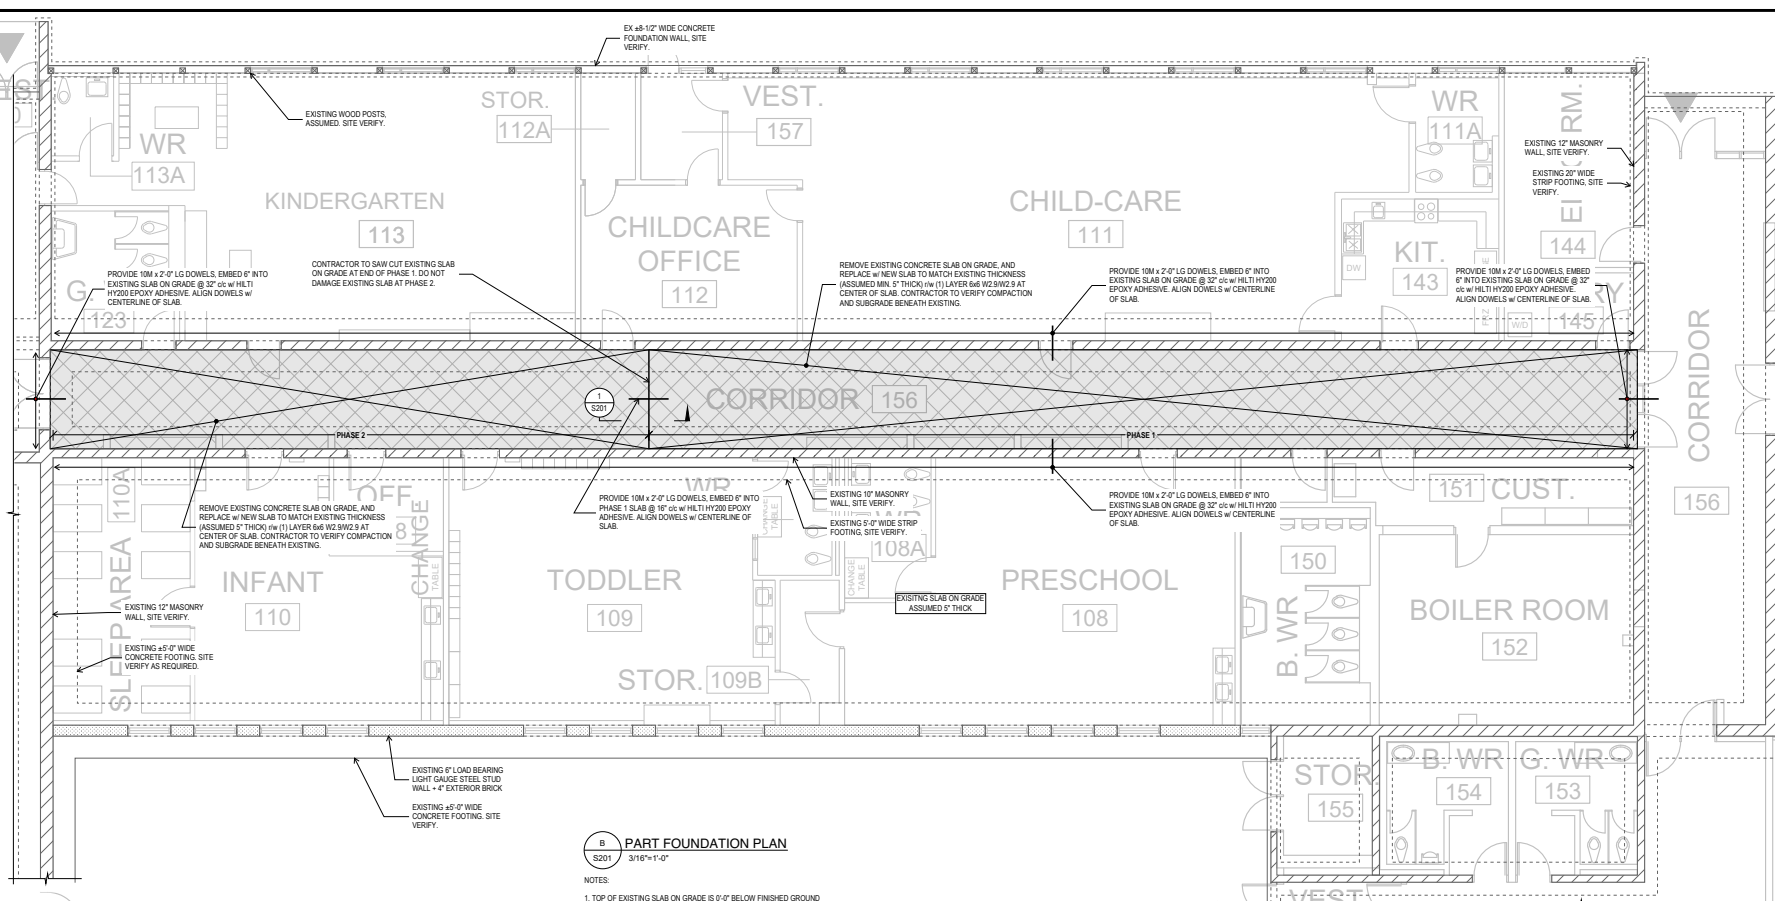 EX ±8-1/2" WIDE CONCRETE
FOUNDATION WALL, SITE
VERIFY.
EXISTING WOOD POSTS,
ASSUMED. SITE VERIFY.
STOR.
112A
VEST.
157
WR
111A
RM.
144
EXISTING 12" MASONRY
WALL, SITE VERIFY.
EXISTING 20" WIDE
STRIP FOOTING, SITE
VERIFY.
WR
113A
KINDERGARTEN
113
CHILDCARE
OFFICE
112
CHILD-CARE
111
KIT.
143
DW
W/D
145
G.
123
PROVIDE 10M x 2'-0" LG DOWELS, EMBED 6" INTO
EXISTING SLAB ON GRADE @ 32" c/c w/ HILTI
HY200 EPOXY ADHESIVE. ALIGN DOWELS w/
CENTERLINE OF SLAB.
CONTRACTOR TO SAW CUT EXISTING SLAB
ON GRADE AT END OF PHASE 1. DO NOT
DAMAGE EXISTING SLAB AT PHASE 2.
REMOVE EXISTING CONCRETE SLAB ON GRADE, AND
REPLACE w/ NEW SLAB TO MATCH EXISTING THICKNESS
(ASSUMED MIN. 5" THICK) r/w (1) LAYER 6x6 W2.9/W2.9 AT
CENTER OF SLAB. CONTRACTOR TO VERIFY COMPACTION
AND SUBGRADE BENEATH EXISTING.
PROVIDE 10M x 2'-0" LG DOWELS, EMBED 6" INTO
EXISTING SLAB ON GRADE @ 32" c/c w/ HILTI HY200
EPOXY ADHESIVE. ALIGN DOWELS w/ CENTERLINE
OF SLAB.
PROVIDE 10M x 2'-0" LG DOWELS, EMBED
6" INTO EXISTING SLAB ON GRADE @ 32"
c/c w/ HILTI HY200 EPOXY ADHESIVE.
ALIGN DOWELS w/ CENTERLINE OF SLAB.
CORRIDOR
156
1
S201
CORRIDOR 156
PHASE 2
PHASE 1
110A
SLEEP AREA
OFF.
CHANGE
TABLE
REMOVE EXISTING CONCRETE SLAB ON GRADE, AND
REPLACE w/ NEW SLAB TO MATCH EXISTING THICKNESS
(ASSUMED 5" THICK) r/w (1) LAYER 6x6 W2.9/W2.9 AT
CENTER OF SLAB. CONTRACTOR TO VERIFY COMPACTION
AND SUBGRADE BENEATH EXISTING.
WR
PROVIDE 10M x 2'-0" LG DOWELS, EMBED 6" INTO
PHASE 1 SLAB @ 16" c/c w/ HILTI HY200 EPOXY
ADHESIVE. ALIGN DOWELS w/ CENTERLINE OF
SLAB.
CHANGE
TABLE
EXISTING 10" MASONRY
WALL, SITE VERIFY.
EXISTING 5'-0" WIDE STRIP
FOOTING, SITE VERIFY.
108A
CHANGE
TABLE
PROVIDE 10M x 2'-0" LG DOWELS, EMBED 6" INTO
EXISTING SLAB ON GRADE @ 32" c/c w/ HILTI HY200
EPOXY ADHESIVE. ALIGN DOWELS w/ CENTERLINE
OF SLAB.
151 CUST.
150
INFANT
110
TODDLER
109
PRESCHOOL
108
EXISITNG SLAB ON GRADE
ASSUMED 5" THICK
B. WR
BOILER ROOM
152
EXISTING 12" MASONRY
WALL, SITE VERIFY.
EXISTING ±5'-0" WIDE
CONCRETE FOOTING. SITE
VERIFY AS REQUIRED.
STOR. 109B
EXISTING 6" LOAD BEARING
LIGHT GAUGE STEEL STUD
WALL + 4" EXTERIOR BRICK
EXISTING ±5'-0" WIDE
CONCRETE FOOTING. SITE
VERIFY.
STOR.
155
B. WR
154
G. WR
153
VEST.
B
S201
PART FOUNDATION PLAN
3/16"=1'-0"
NOTES:
1. TOP OF EXISTING SLAB ON GRADE IS 0'-0" BELOW FINISHED GROUND